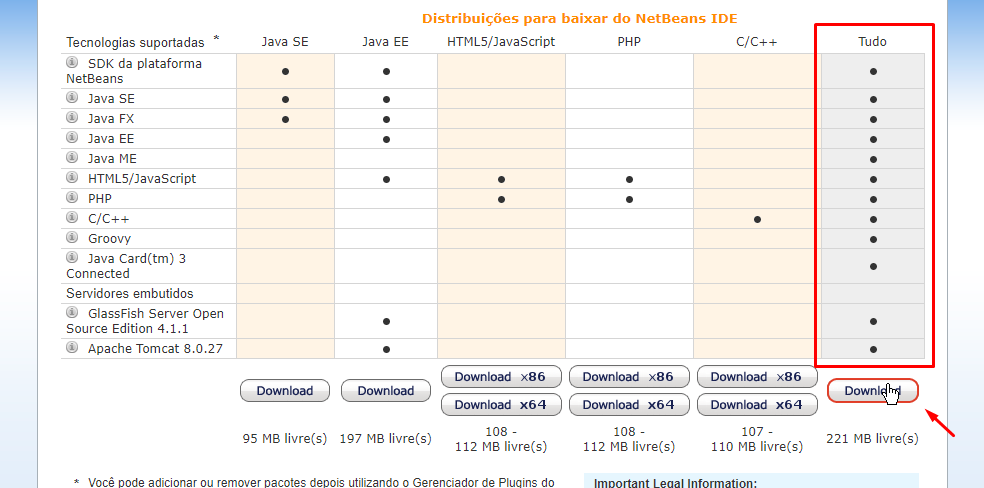 Distribuições para baixar do NetBeans IDE
Tecnologias suportadas * Java SE Java EE HTML5/JavaScript PHP C/C++ Tudo
SDK da plataforma
NetBeans
Java SE
Java FX
Java EE
Java ME
HTML5/JavaScript
PHP
C/C++
Groovy
Java Card(tm) 3
Connected
Servidores embutidos
GlassFish Server Open
Source Edition 4.1.1
Apache Tomcat 8.0.27
Download Download Download x86 Download x86 Download x86 Download
Download x64 Download x64 Download x64
95 MB livre(s) 197 MB livre(s) 108 - 108 - 107 - 221 MB livre(s)
112 MB livre(s) 112 MB livre(s) 110 MB livre(s)
* Você pode adicionar ou remover pacotes depois utilizando o Gerenciador de Plugins do
Important Legal Information: